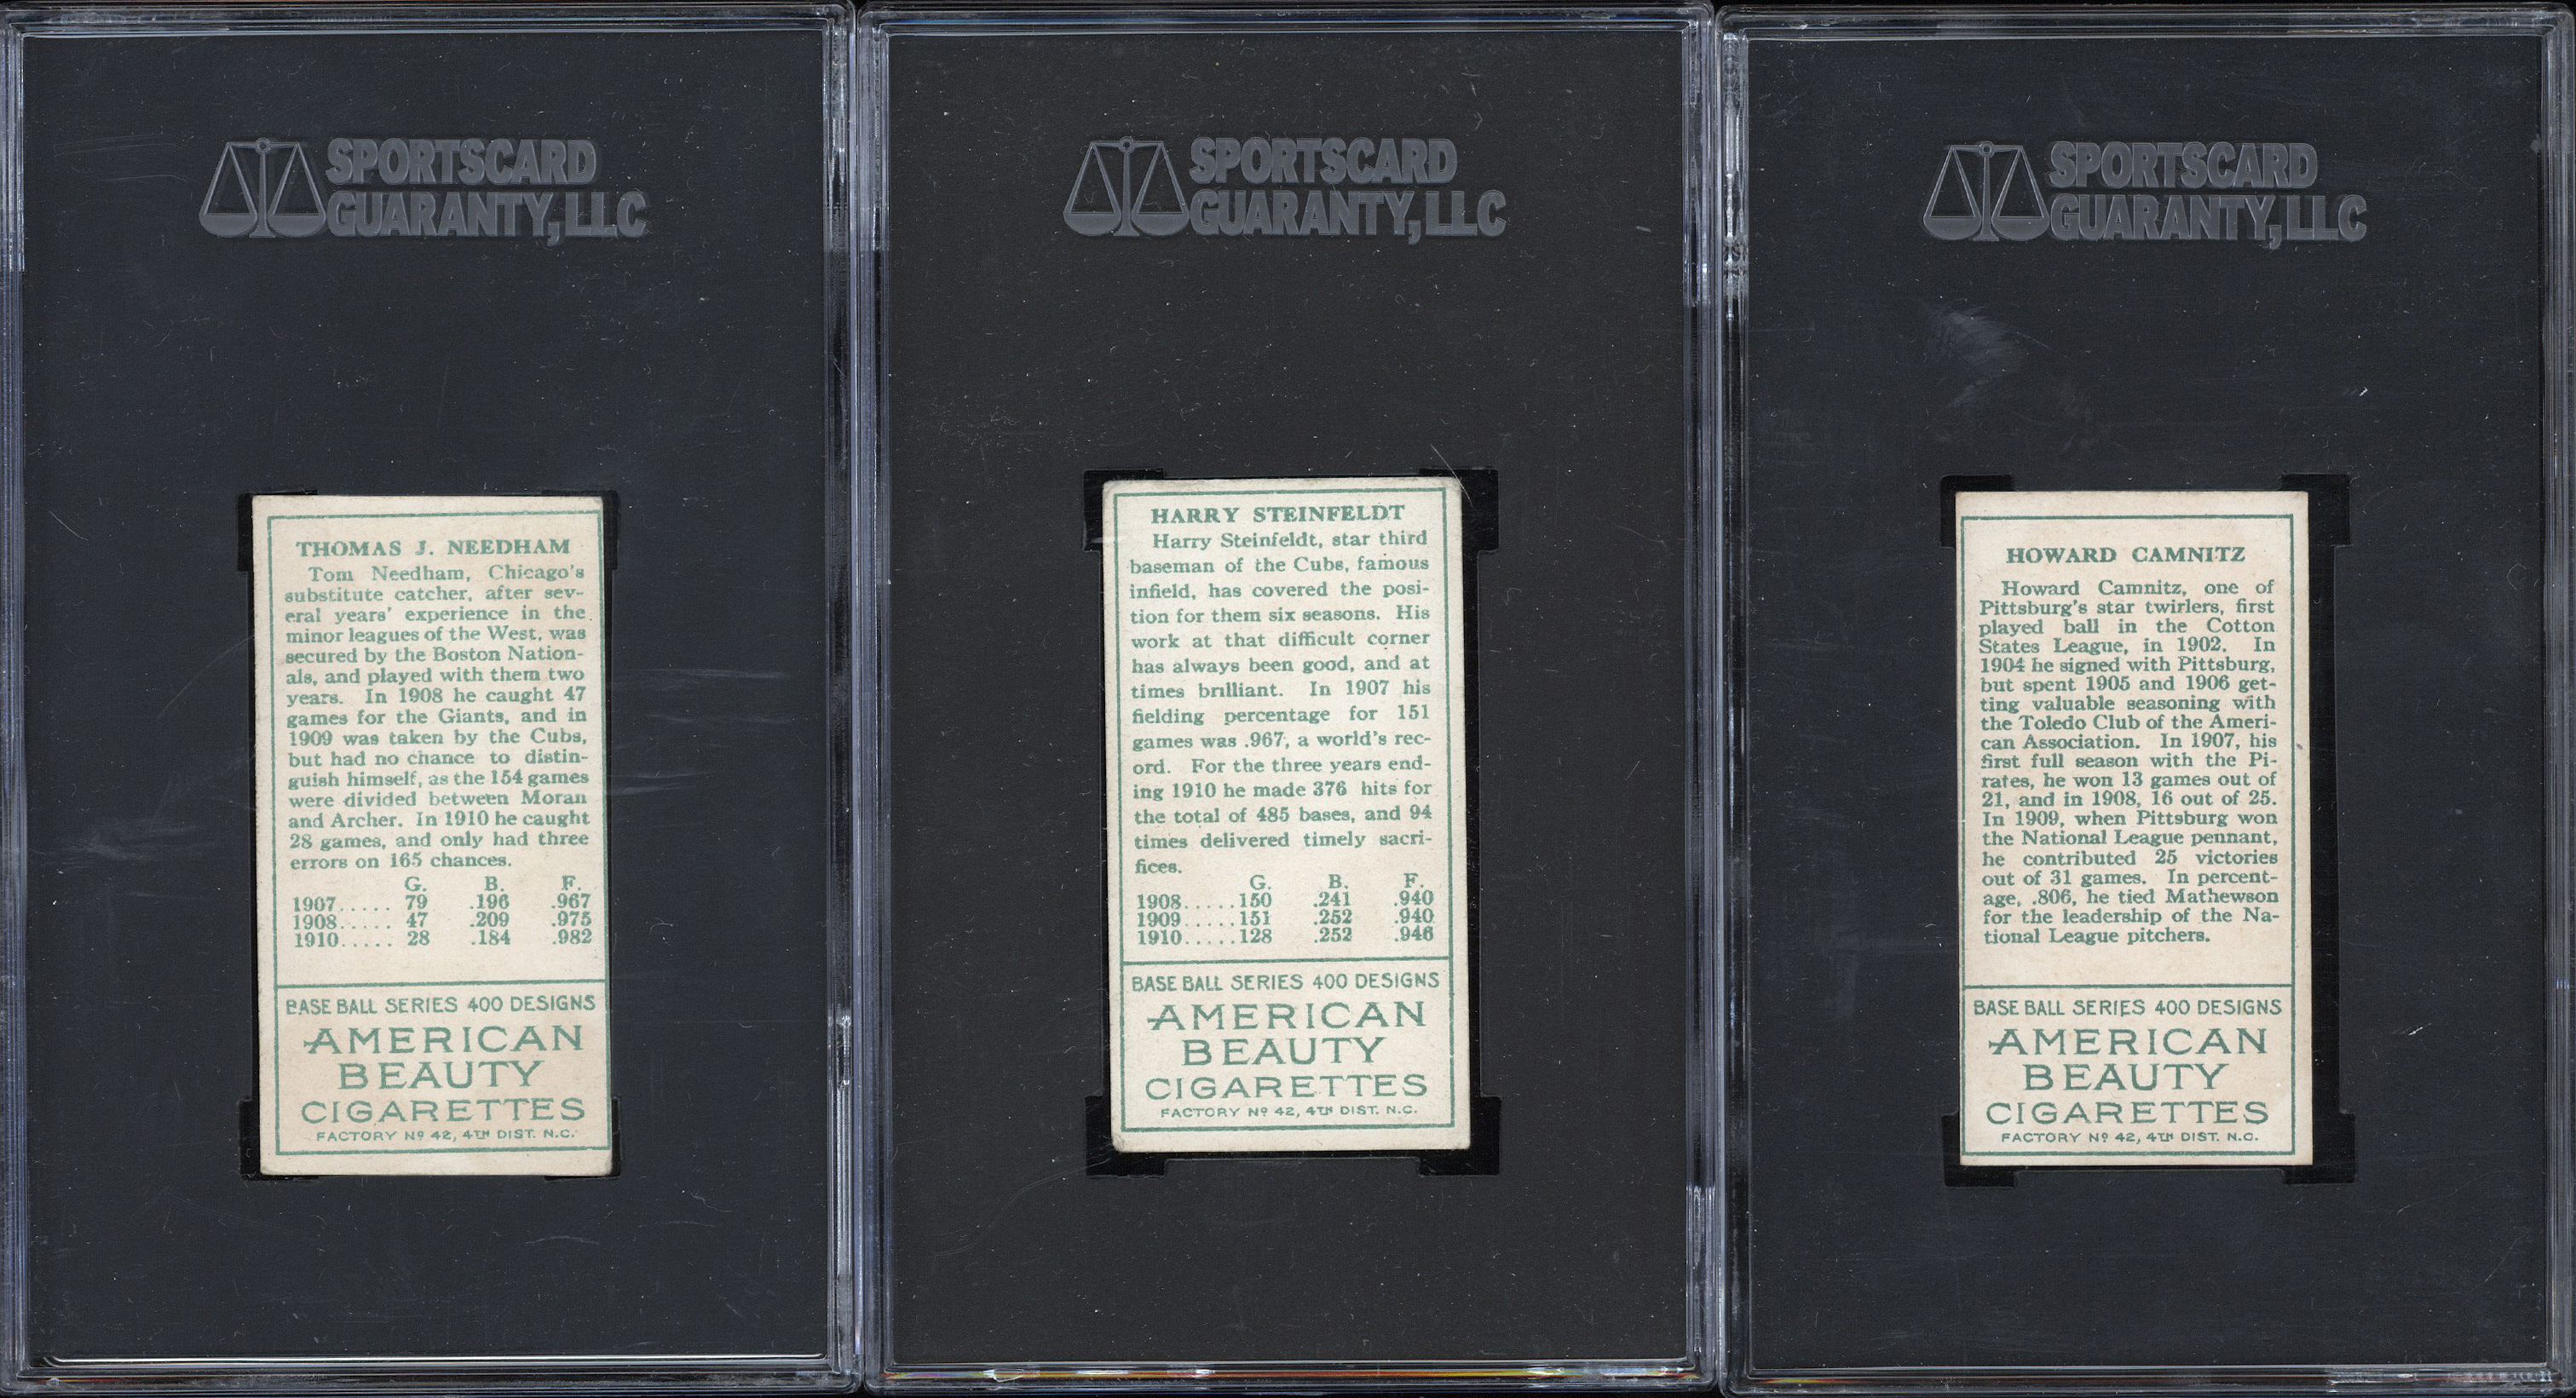 SPORTSCARD
GUARANTY, LLC
THOMAS J. NEEDHAM
Tom Needham, Chicago's
substitute catcher, after sev-
eral years' experience in the
minor leagues of the West, was
secured by the Boston Nation-
als, and played with them two
years. In 1908 he caught 47
games for the Giants, and in
1909 was taken by the Cubs,
but had no chance to distin-
guish himself, as the 154 games
were divided between Moran
and Archer. In 1910 he caught
28 games, and only had three
errors on 165 chances.
G. B. F.
1907..... 79 .196 .967
1908..... 47 .209 .975
1910..... 28 .184 .982
BASE BALL SERIES 400 DESIGNS
AMERICAN
BEAUTY
CIGARETTES
FACTORY Nº 42, 4TH DIST. N.C.
SPORTSCARD
GUARANTY, LLC
HARRY STEINFELDT
Harry Steinfeldt, star third
baseman of the Cubs, famous
infield, has covered the posi-
tion for them six seasons. His
work at that difficult corner
has always been good, and at
times brilliant. In 1907 his
fielding percentage for 151
games was .967, a world's rec-
ord. For the three years end-
ing 1910 he made 376 hits for
the total of 485 bases, and 94
times delivered timely sacri-
fices.
G. B. F.
1908.....150 .241 .940
1909.....151 .252 .940
1910.....128 .252 .946
BASE BALL SERIES 400 DESIGNS
AMERICAN
BEAUTY
CIGARETTES
FACTORY Nº 42, 4TH DIST. N.C.
SPORTSCARD
GUARANTY, LLC
HOWARD CAMNITZ
Howard Camnitz, one of
Pittsburg's star twirlers, first
played ball in the Cotton
States League, in 1902. In
1904 he signed with Pittsburg,
but spent 1905 and 1906 get-
ting valuable seasoning with
the Toledo Club of the Ameri-
can Association. In 1907, his
first full season with the Pi-
rates, he won 13 games out of
21, and in 1908, 16 out of 25.
In 1909, when Pittsburg won
the National League pennant,
he contributed 25 victories
out of 31 games. In percent-
age, .806, he tied Mathewson
for the leadership of the Na-
tional League pitchers.
BASE BALL SERIES 400 DESIGNS
AMERICAN
BEAUTY
CIGARETTES
FACTORY Nº 42, 4TH DIST. N.C.